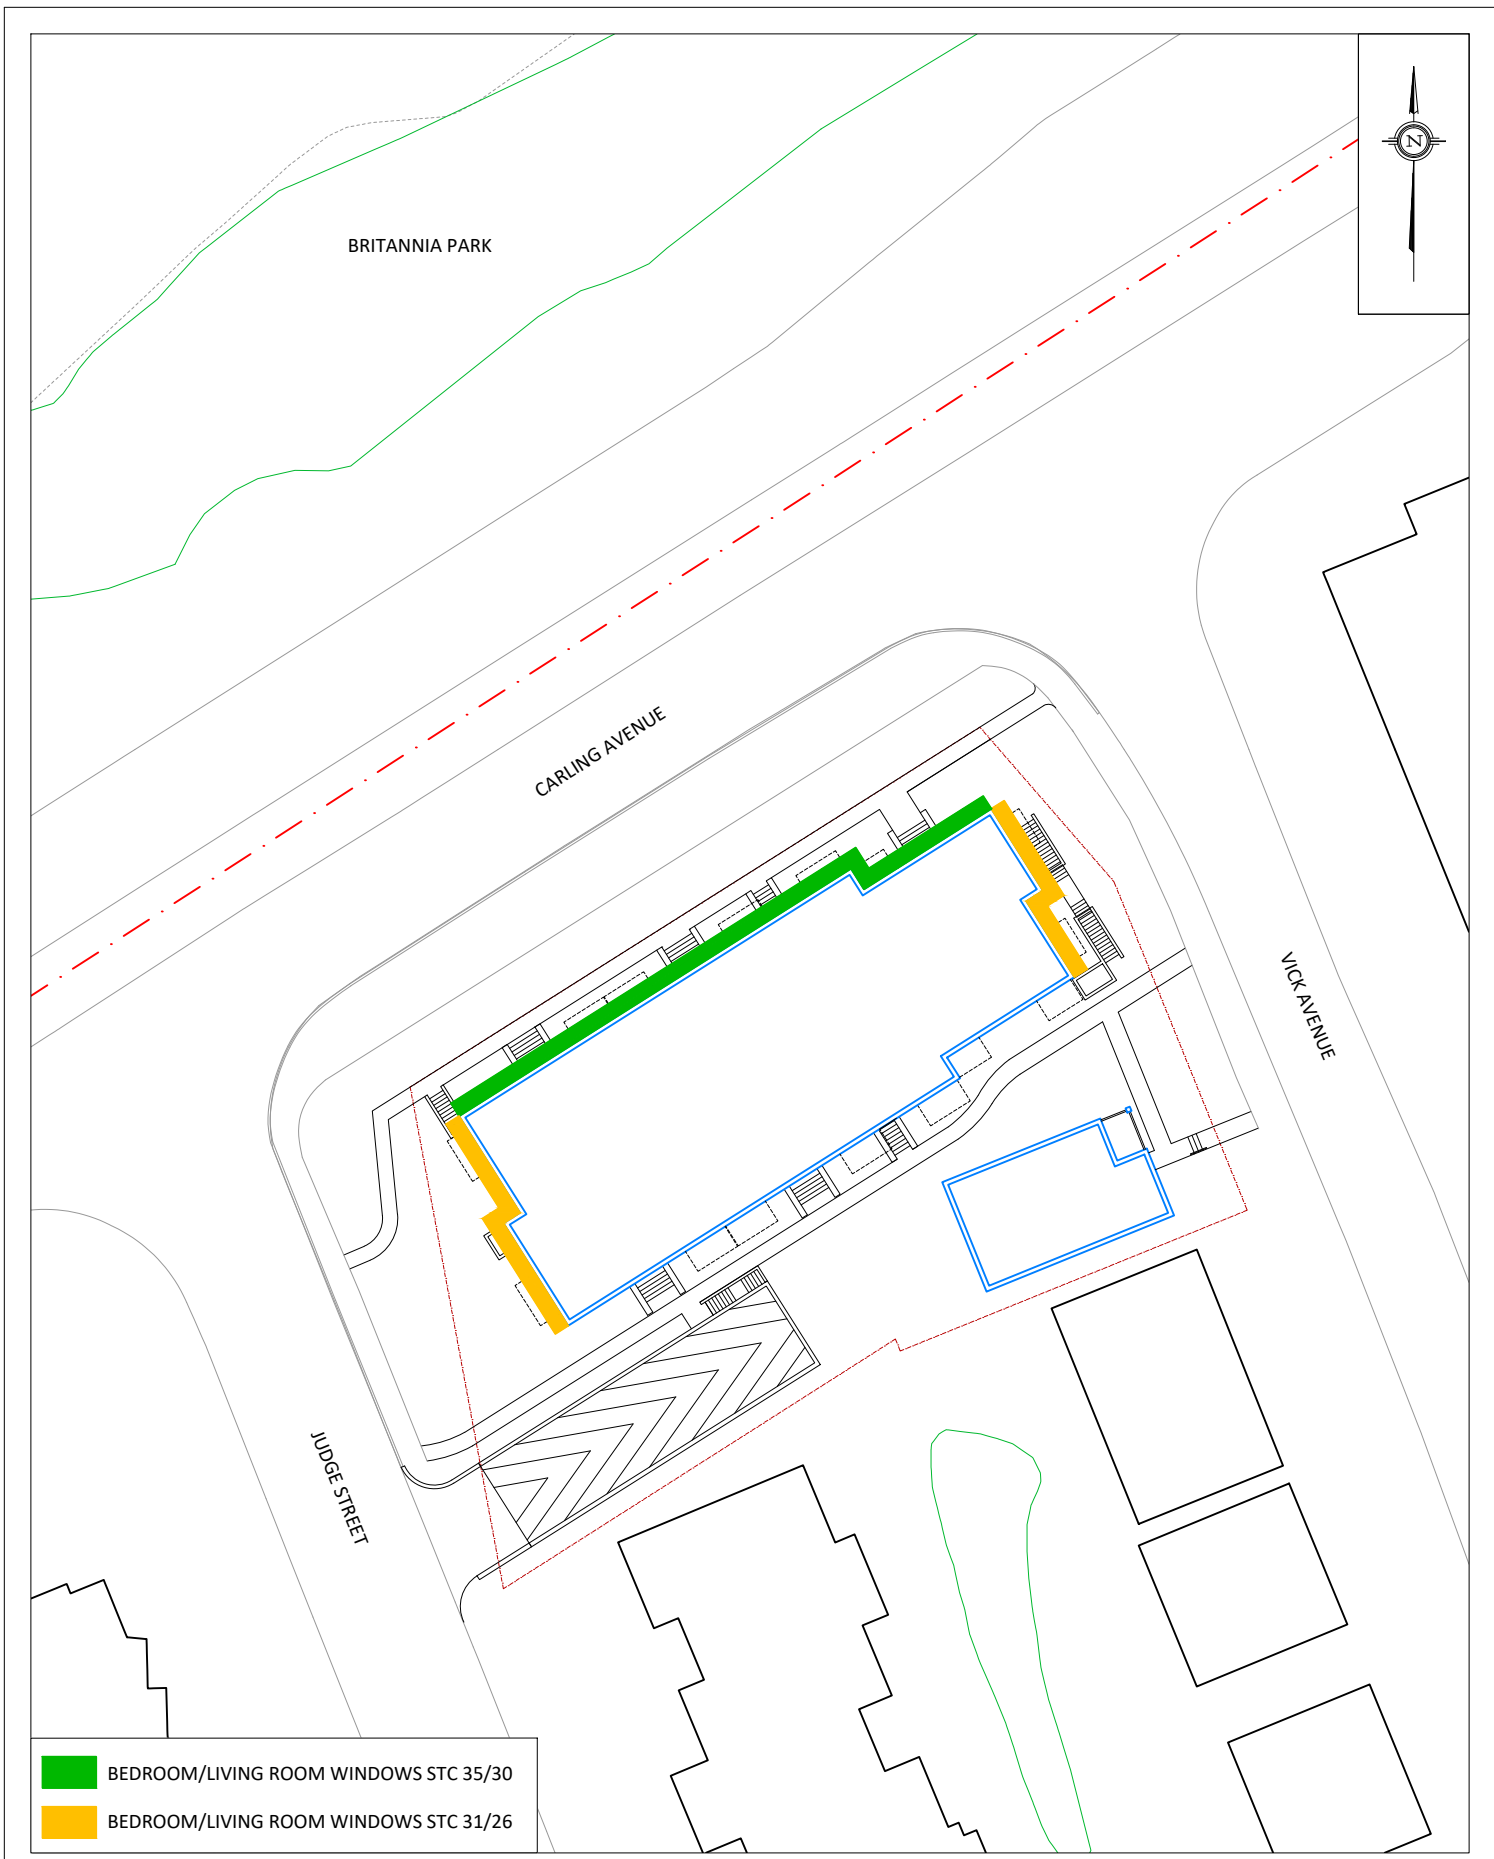 BRITANNIA PARK
N
CARLING AVENUE
VICK AVENUE
JUDGE STREET
BEDROOM/LIVING ROOM WINDOWS STC 35/30
BEDROOM/LIVING ROOM WINDOWS STC 31/26